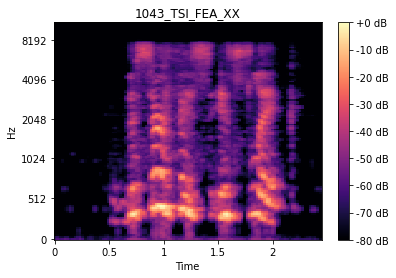 1043_TSI_FEA_XX
Hz
8192
4096
2048
1024
512
0
0 0.5 1 1.5 2
Time
+0 dB
-10 dB
-20 dB
-30 dB
-40 dB
-50 dB
-60 dB
-70 dB
-80 dB